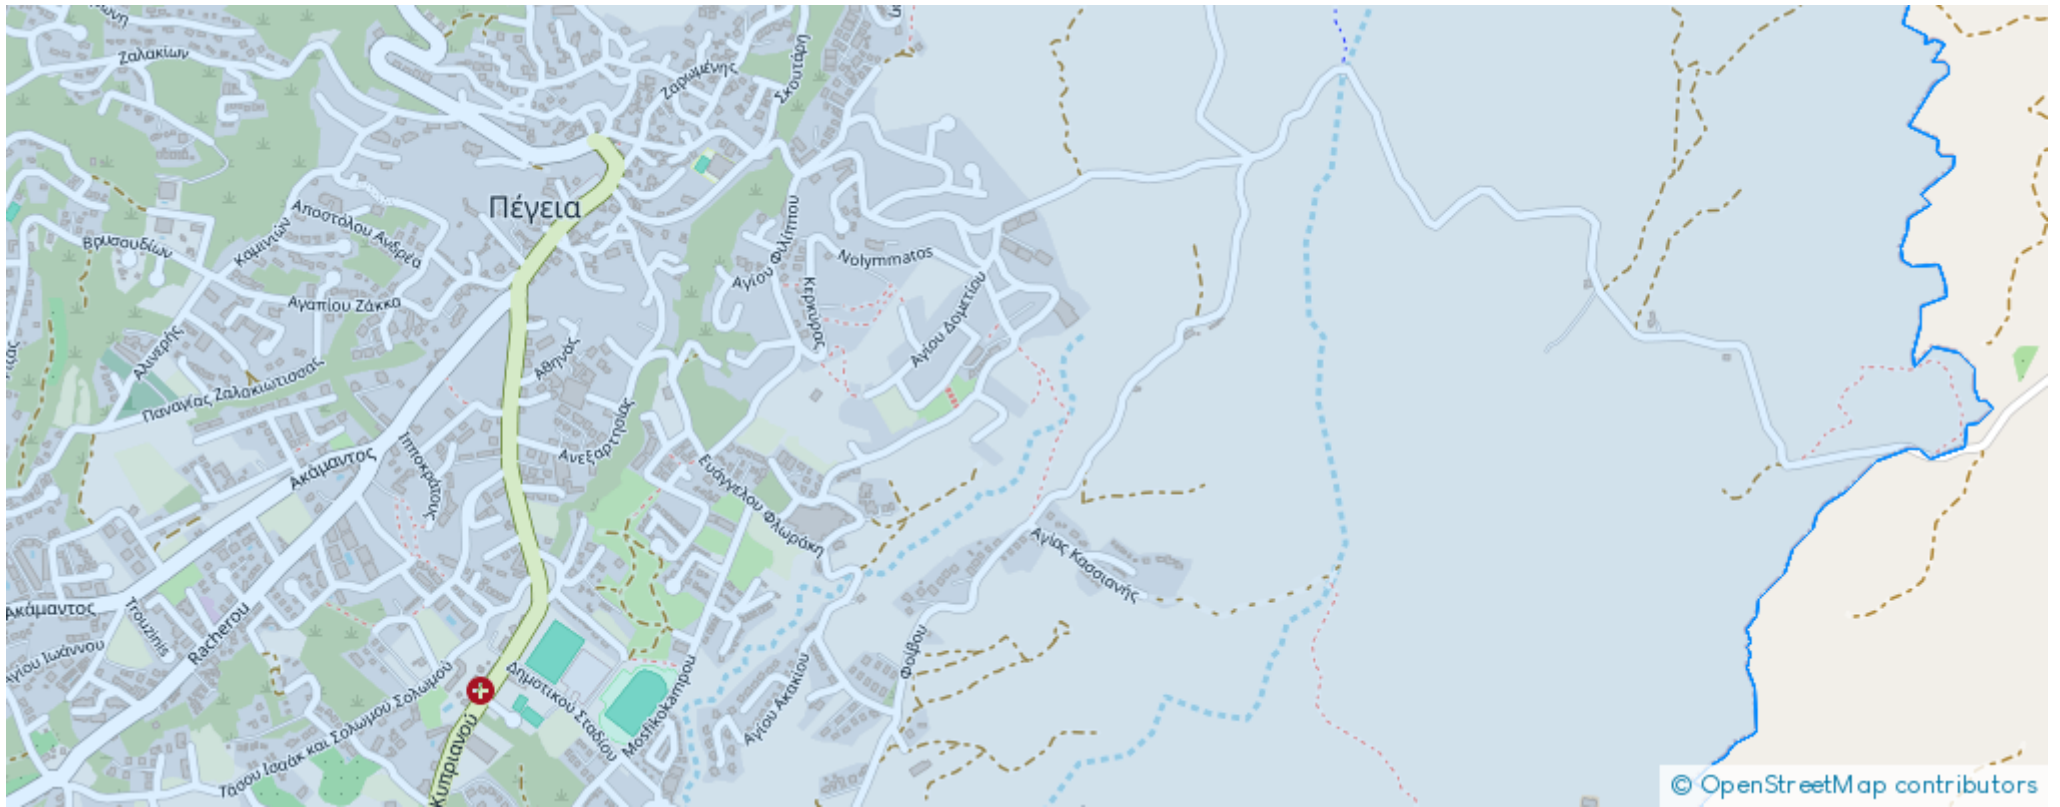 Ζαλακίων
Ζαρωμένης
Σκουτάρη
Πέγεια
Αποστόλου Ανδρέα
Καμινιών
Βρυσουδίων
Αγίου Φιλίππου
Nolymmatos
Κερκύρας
Αγίου Δομετίου
Αγαπίου Ζάκκα
Αλινερής
Αθηνάς
Παναγίας Ζαλακιώτισσας
Ανεξαρτησίας
Ακάμαντος
Ιπποκράτους
Ευάγγελου Φλωράκη
Αγίας Κασσιανής
Ακάμαντος
Trouzinis
Racherou
Αγίου Ιωάννου
Φοίβου
Τάσου Ισαάκ και Σολωμού Σολωμού
Δημοτικού Σταδίου
Mosfikokampou
Αγίου Ακακίου
Κυπριανού
© OpenStreetMap contributors